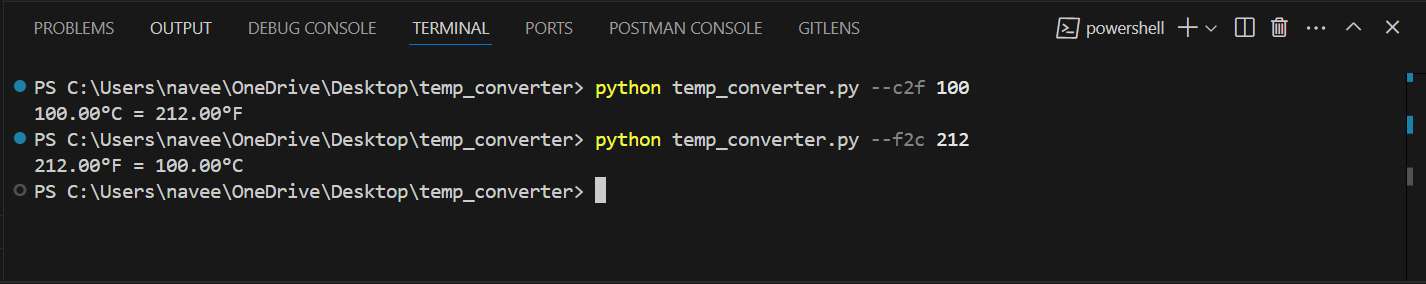 PROBLEMS OUTPUT DEBUG CONSOLE TERMINAL PORTS POSTMAN CONSOLE GITLENS powershell
PS C:\Users\navee\OneDrive\Desktop\temp_converter> python temp_converter.py --c2f 100
100.00°C = 212.00°F
PS C:\Users\navee\OneDrive\Desktop\temp_converter> python temp_converter.py --f2c 212
212.00°F = 100.00°C
PS C:\Users\navee\OneDrive\Desktop\temp_converter>